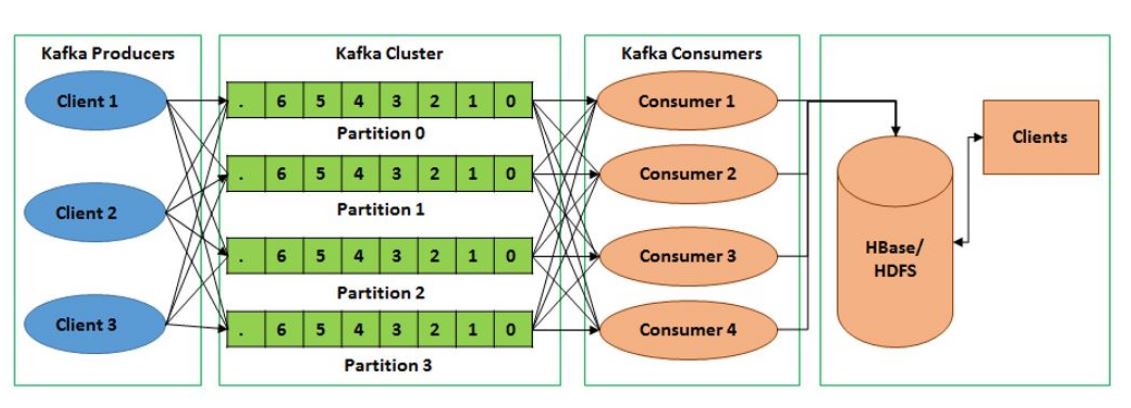 Kafka Producers
Client 1
Client 2
Client 3
Kafka Cluster
. 6 5 4 3 2 1 0
Partition 0
. 6 5 4 3 2 1 0
Partition 1
. 6 5 4 3 2 1 0
Partition 2
. 6 5 4 3 2 1 0
Partition 3
Kafka Consumers
Consumer 1
Consumer 2
Consumer 3
Consumer 4
HBase/
HDFS
Clients